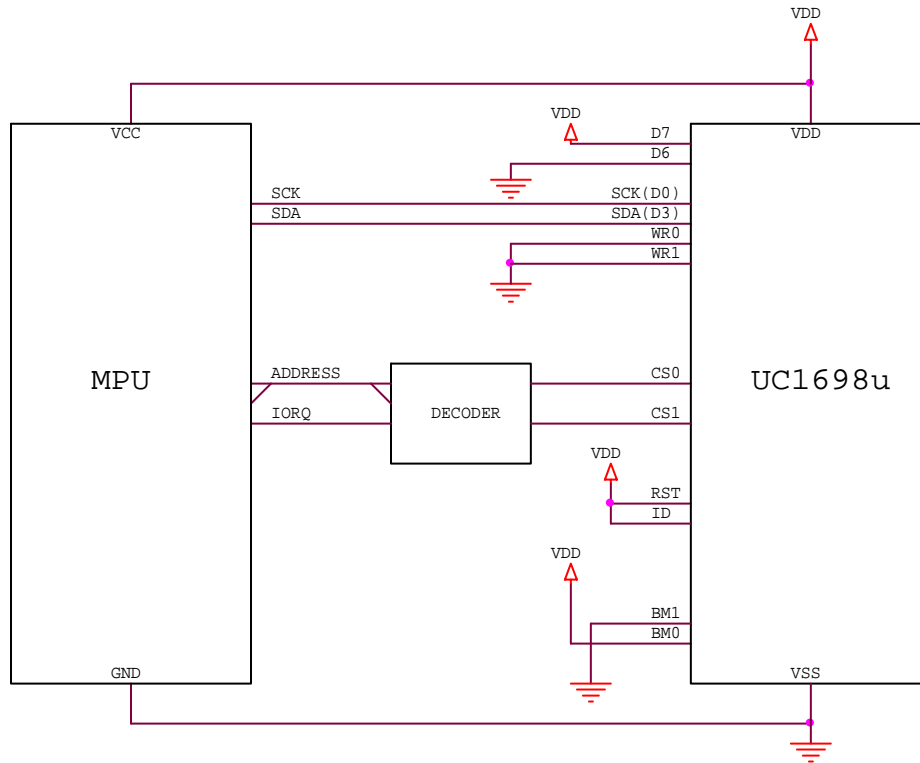 VDD
VCC
VDD
VDD
D7
D6
SCK
SCK(D0)
SDA
SDA(D3)
WR0
WR1
MPU
ADDRESS
DECODER
CS0
UC1698u
IORQ
CS1
VDD
RST
ID
VDD
BM1
BM0
GND
VSS